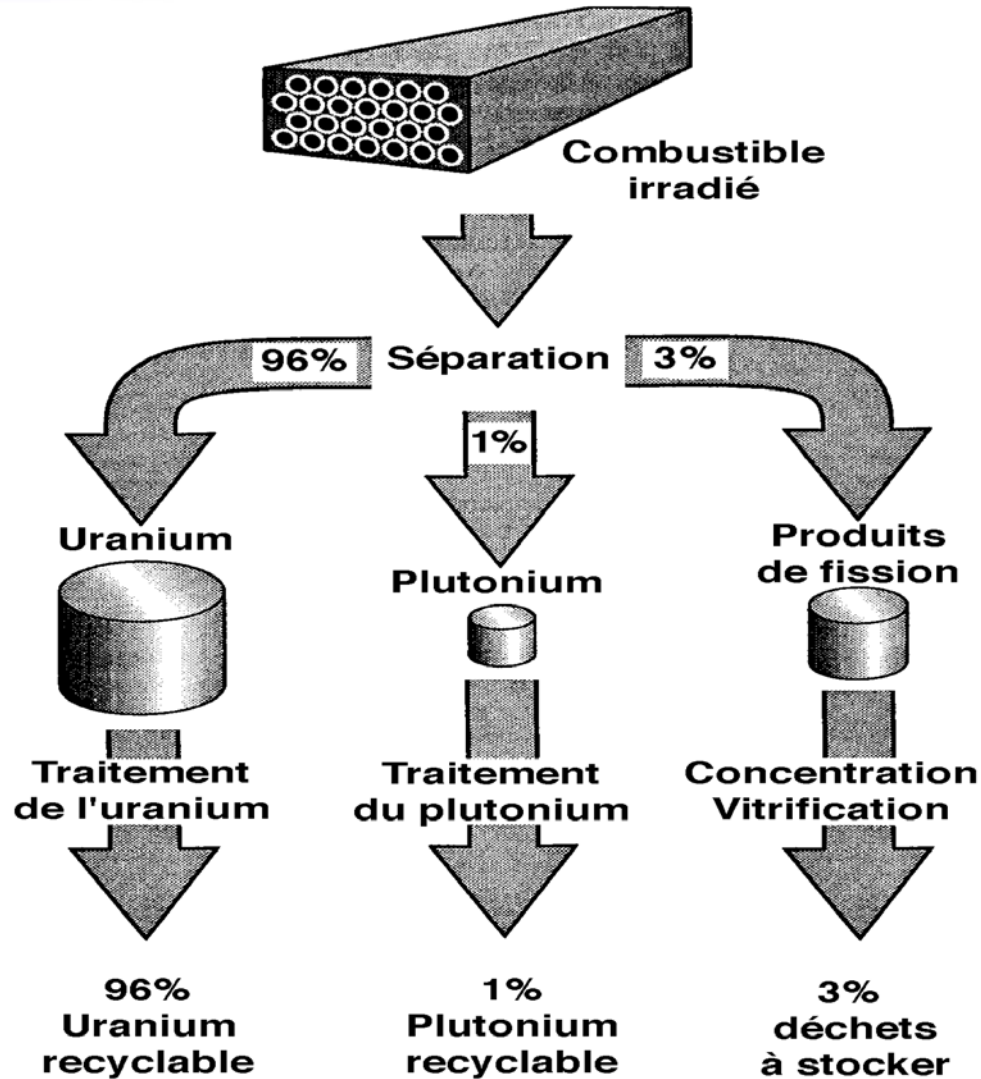 Combustible
irradié
96%
Séparation
3%
1%
Uranium
Plutonium
Produits
de fission
Traitement
de l'uranium
Traitement
du plutonium
Concentration
Vitrification
96%
Uranium
recyclable
1%
Plutonium
recyclable
3%
déchets
à stocker